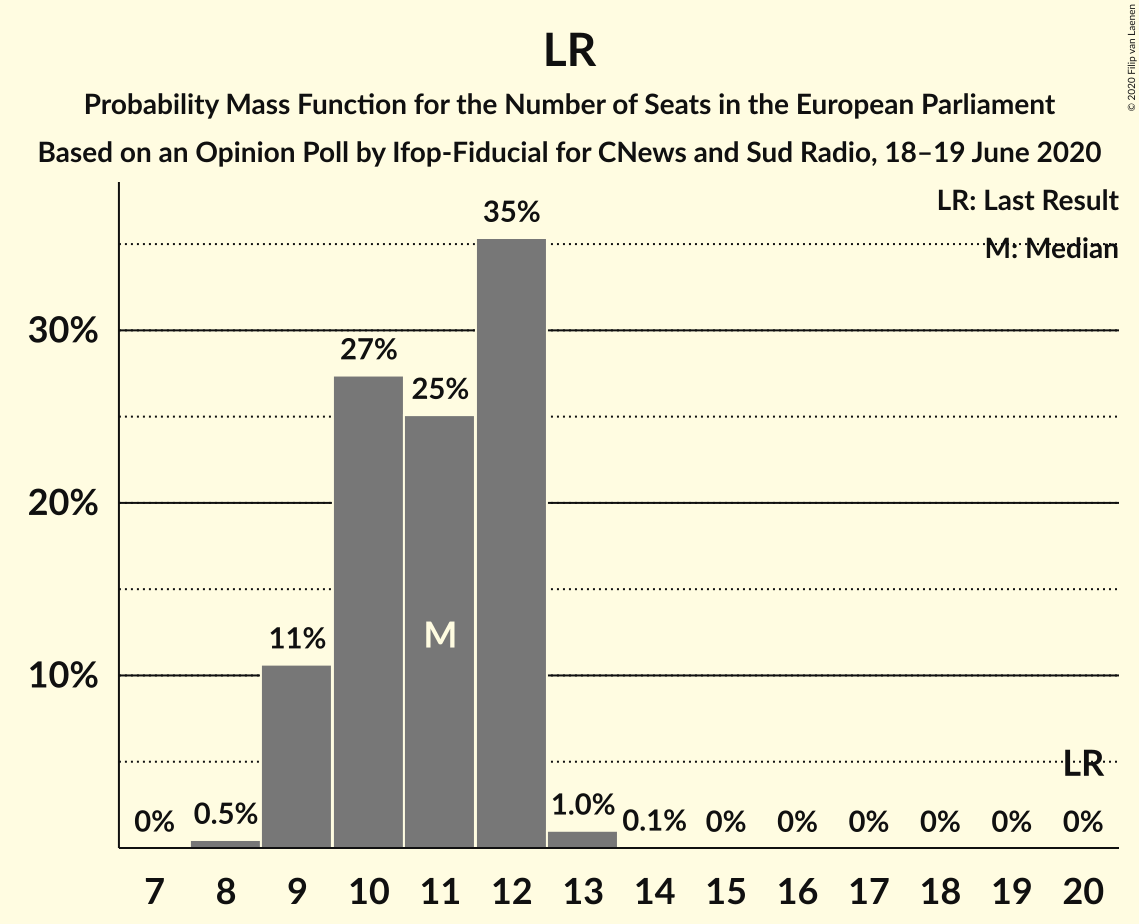 LR
Probability Mass Function for the Number of Seats in the European Parliament
Based on an Opinion Poll by Ifop-Fiducial for CNews and Sud Radio, 18–19 June 2020
© 2020 Filip van Laenen
LR: Last Result
M: Median
30%
20%
10%
0%
0.5%
11%
27%
25%
35%
1.0%
0.1%
0%
0%
0%
0%
0%
0%
M
LR
7 8 9 10 11 12 13 14 15 16 17 18 19 20